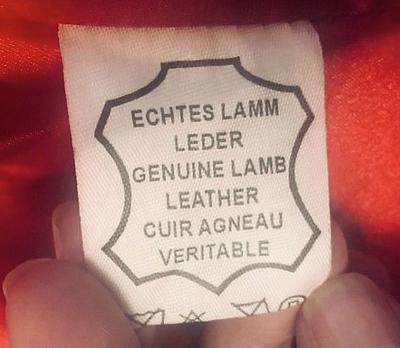 ECHTES LAMM
LEDER
GENUINE LAMB
LEATHER
CUIR AGNEAU
VERITABLE